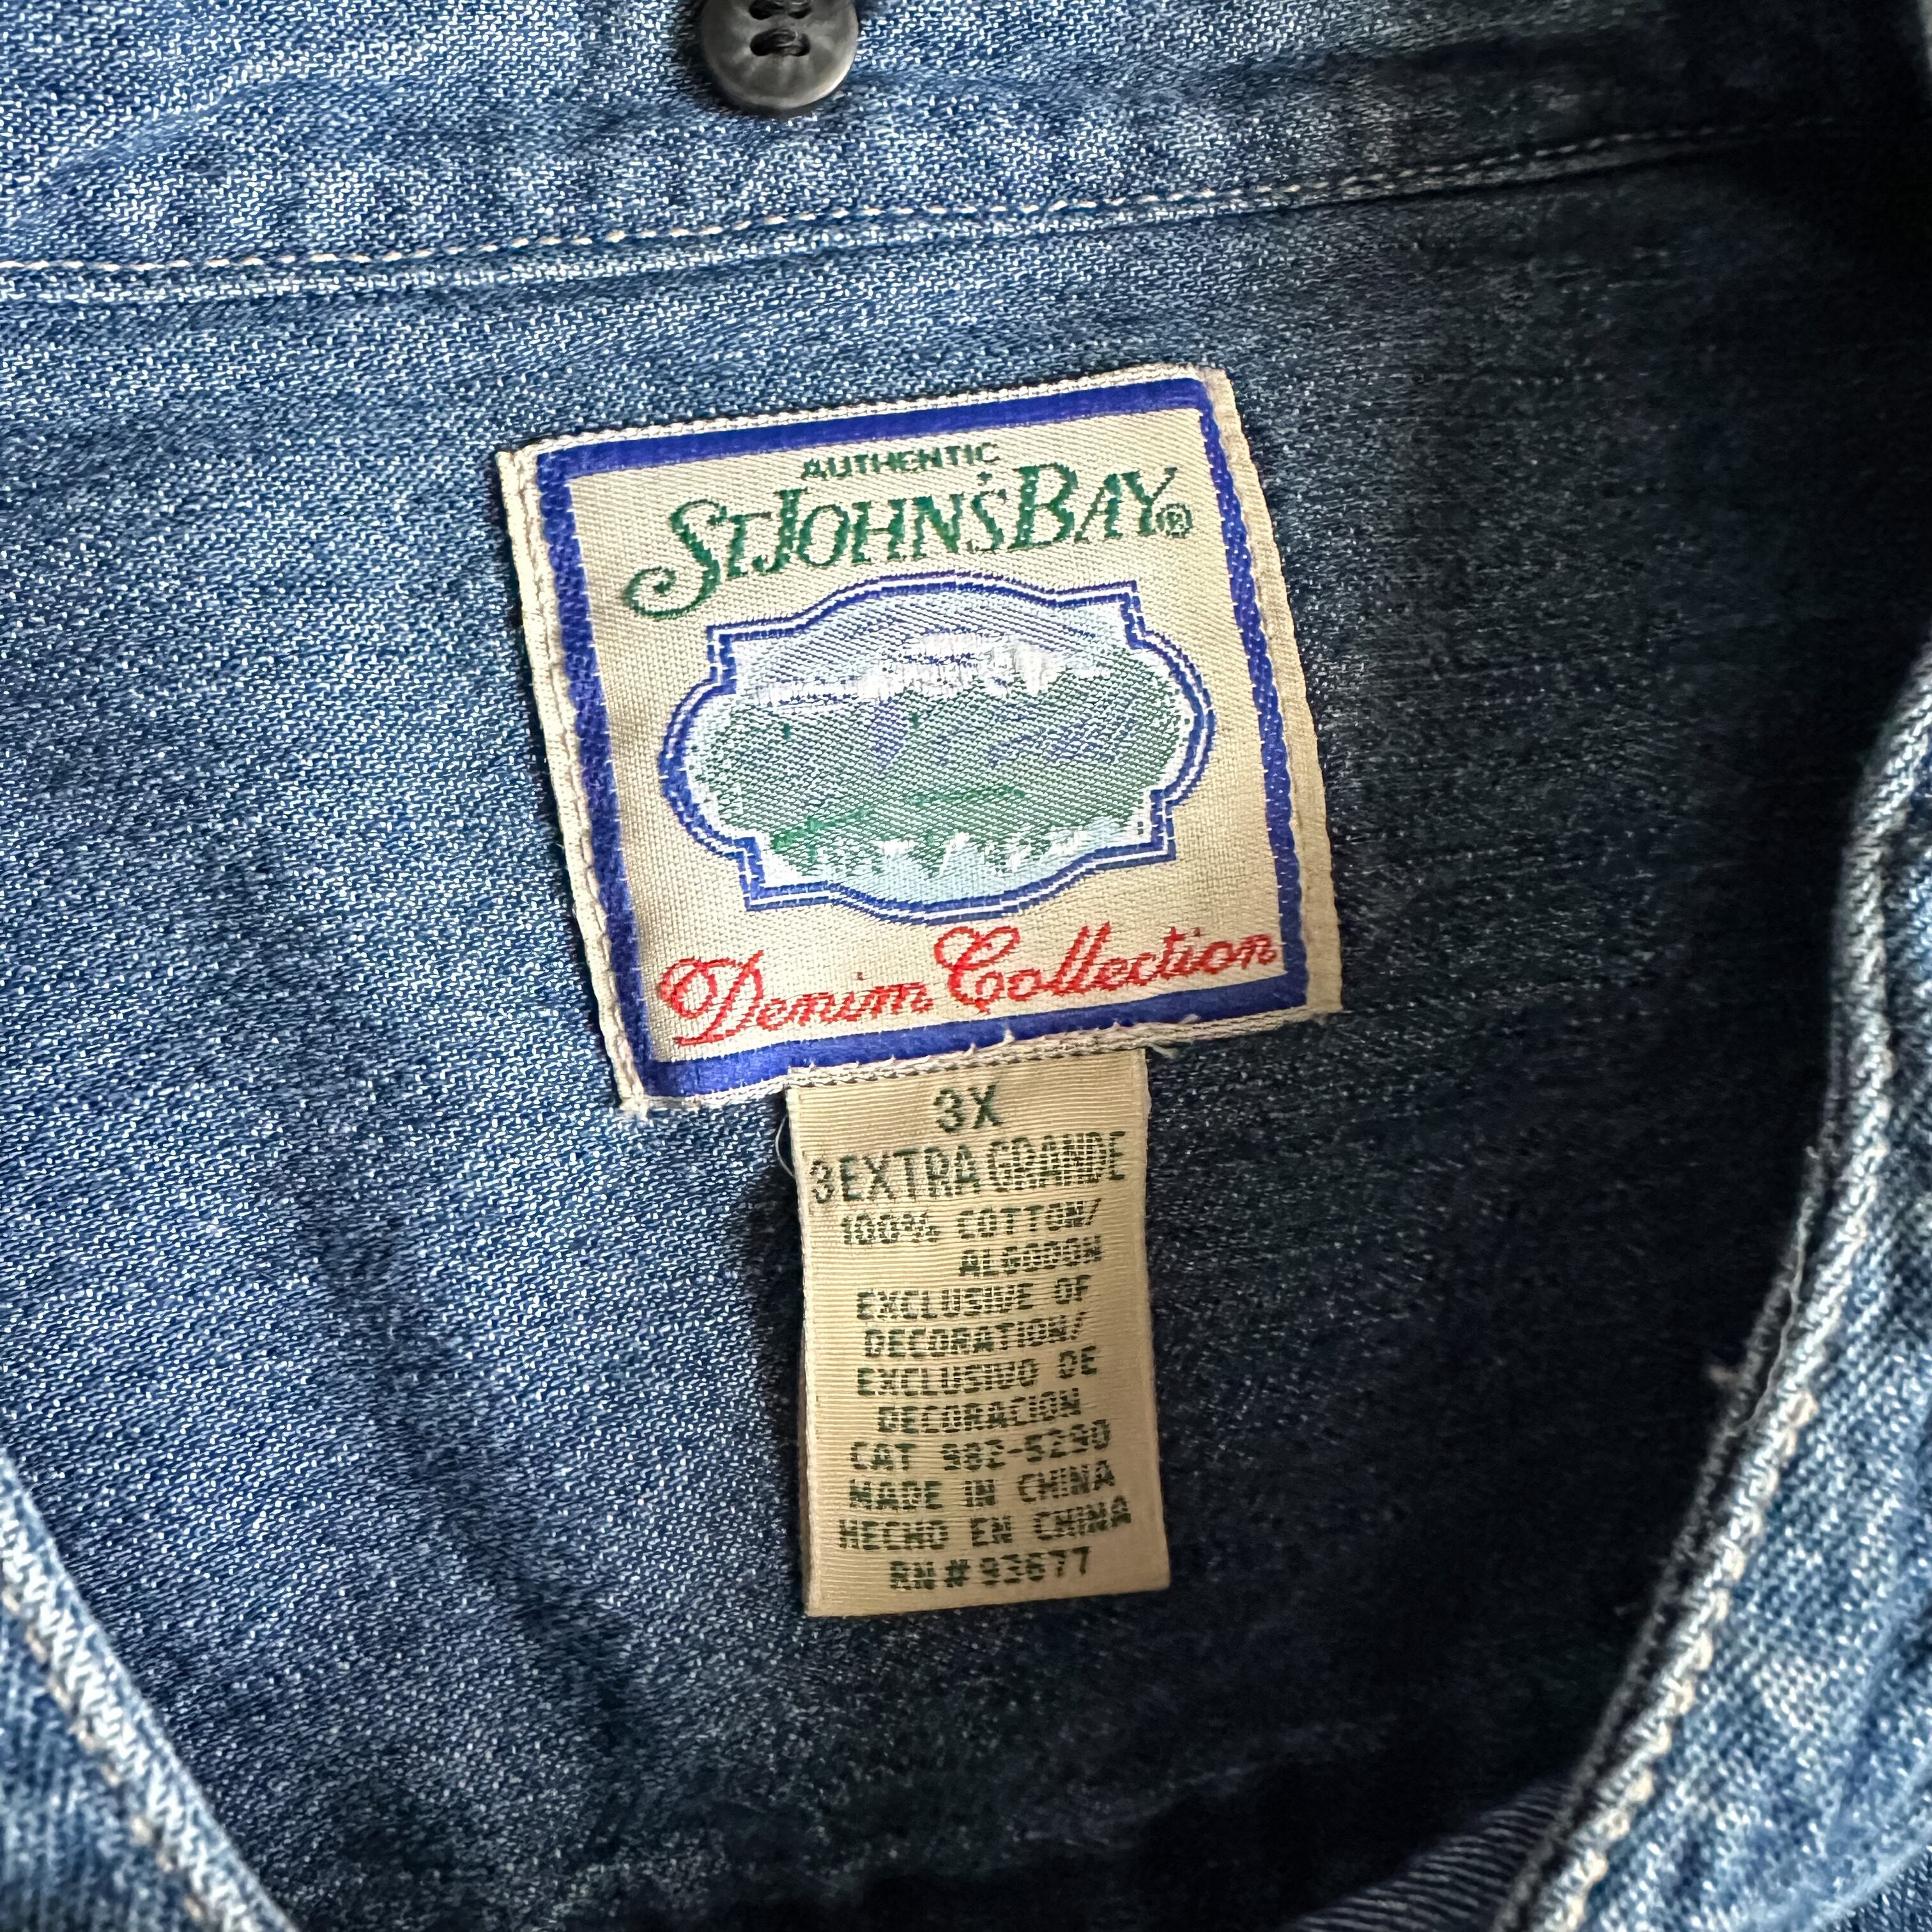 AUTHENTIC
ST. JOHN'S BAY®
Denim Collection
3X
3EXTRA GRANDE
100% COTTON/
ALGODON
EXCLUSIVE OF
DECORATION/
EXCLUSIVO DE
DECORACION
CAT 982-5290
MADE IN CHINA
HECHO EN CHINA
RN# 93677